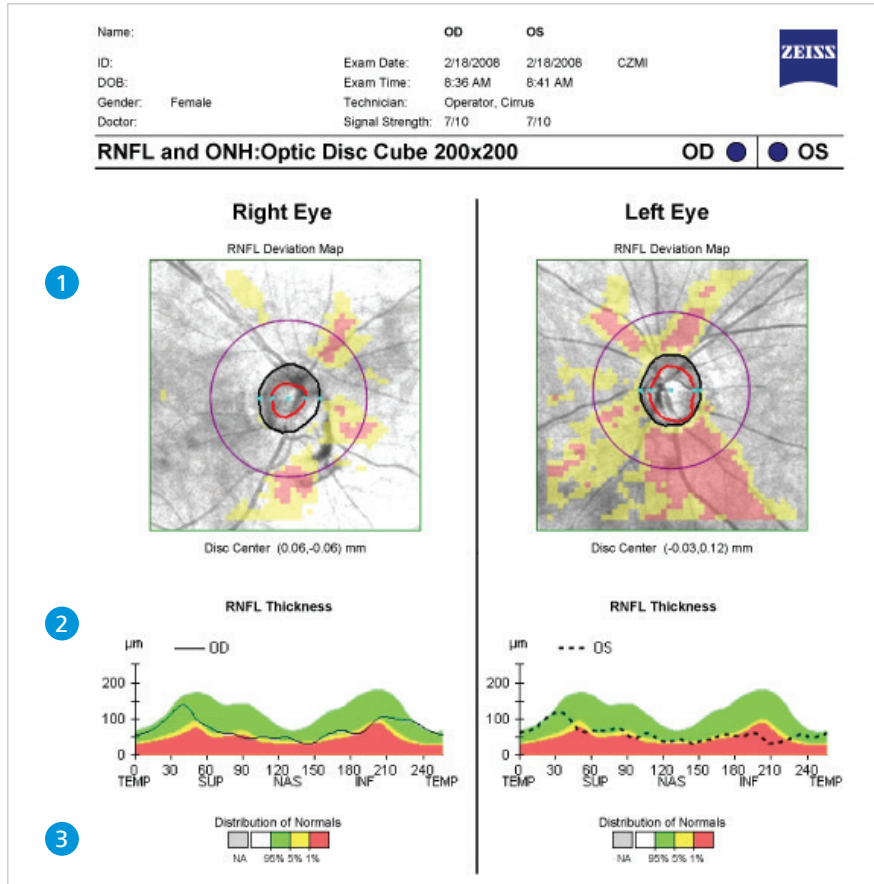 Name: OD OS
ZEISS
ID: Exam Date: 2/18/2008 2/18/2008 CZMI
DOB: Exam Time: 8:36 AM 8:41 AM
Gender: Female Technician: Operator, Cirrus
Doctor: Signal Strength: 7/10 7/10
RNFL and ONH:Optic Disc Cube 200x200 OD OS
Right Eye Left Eye
RNFL Deviation Map RNFL Deviation Map
1
Disc Center (0.06,-0.06) mm Disc Center (-0.03,0.12) mm
RNFL Thickness RNFL Thickness
2
µm OD µm OS
200 200
100 100
0 0
0 30 60 90 120 150 180 210 240 0 30 60 90 120 150 180 210 240
TEMP SUP NAS INF TEMP TEMP SUP NAS INF TEMP
Distribution of Normals Distribution of Normals
3
NA 95% 5% 1% NA 95% 5% 1%